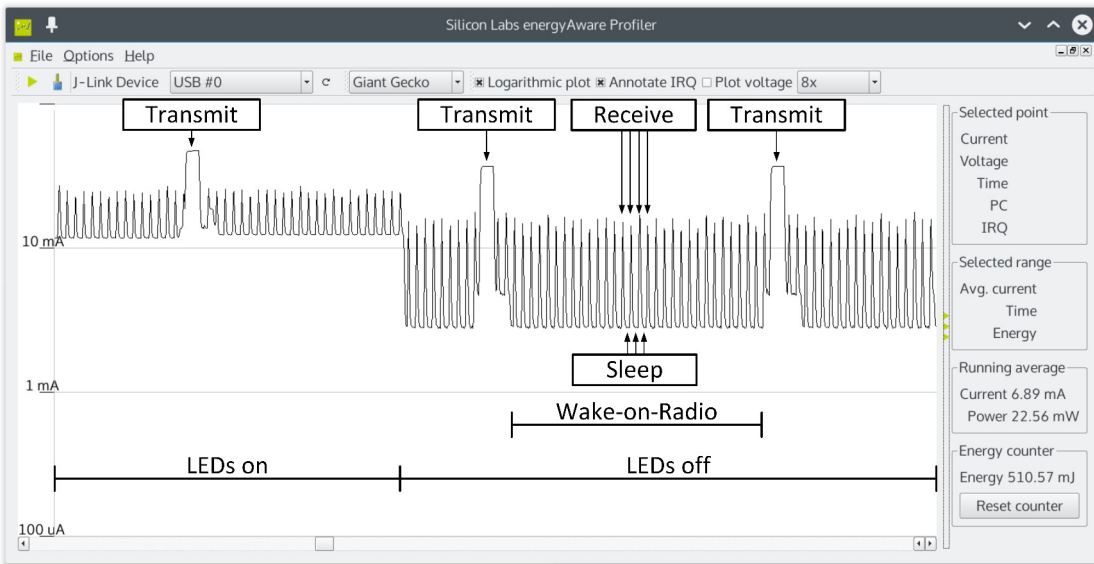 Silicon Labs energyAware Profiler
File Options Help
J-Link Device USB #0 Giant Gecko Logarithmic plot Annotate IRQ Plot voltage 8x
Transmit Transmit Receive Transmit
10 mA
Sleep
1 mA
Wake-on-Radio
LEDs on LEDs off
100 uA
Selected point
Current
Voltage
Time
PC
IRQ
Selected range
Avg. current
Time
Energy
Running average
Current 6.89 mA
Power 22.56 mW
Energy counter
Energy 510.57 mJ
Reset counter